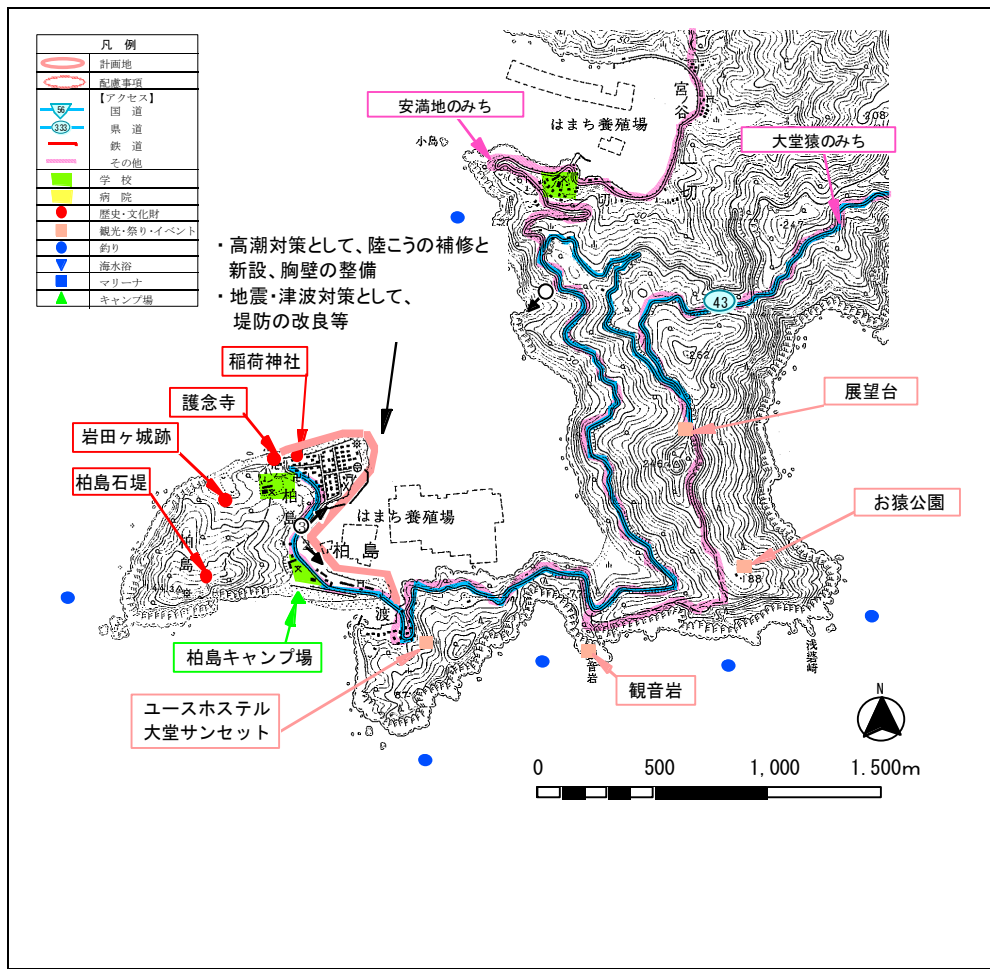 凡 例
計画地
配慮事項
【アクセス】
56
国 道
333
県 道
鉄 道
その他
学 校
病 院
歴史・文化財
観光・祭り・イベント
釣り
海水浴
マリーナ
キャンプ場
安満地のみち
はまち養殖場
宮谷
小島
一切
大堂猿のみち
・高潮対策として、陸こうの補修と
新設、胸壁の整備
・地震・津波対策として、
堤防の改良等
43
稲荷神社
護念寺
岩田ヶ城跡
柏島石堤
展望台
お猿公園
柏島
はまち養殖場
3
柏島
柏 島
渡
柏島キャンプ場
ユースホステル
大堂サンセット
観音岩
N
0 500 1,000 1.500m